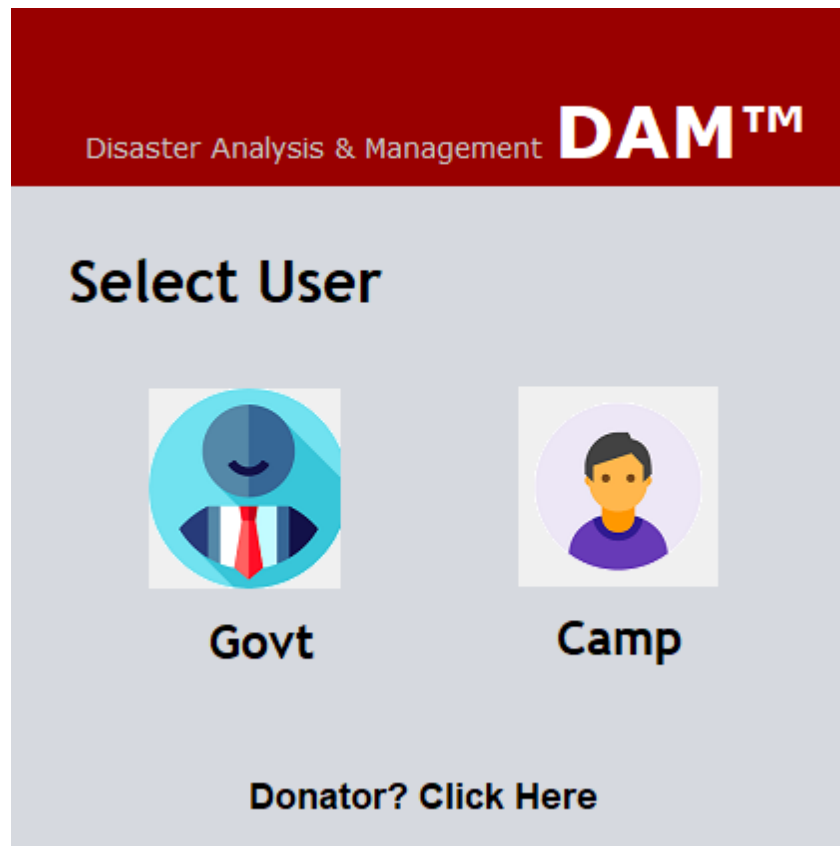 Disaster Analysis & Management DAM™
Select User
Govt Camp
Donator? Click Here